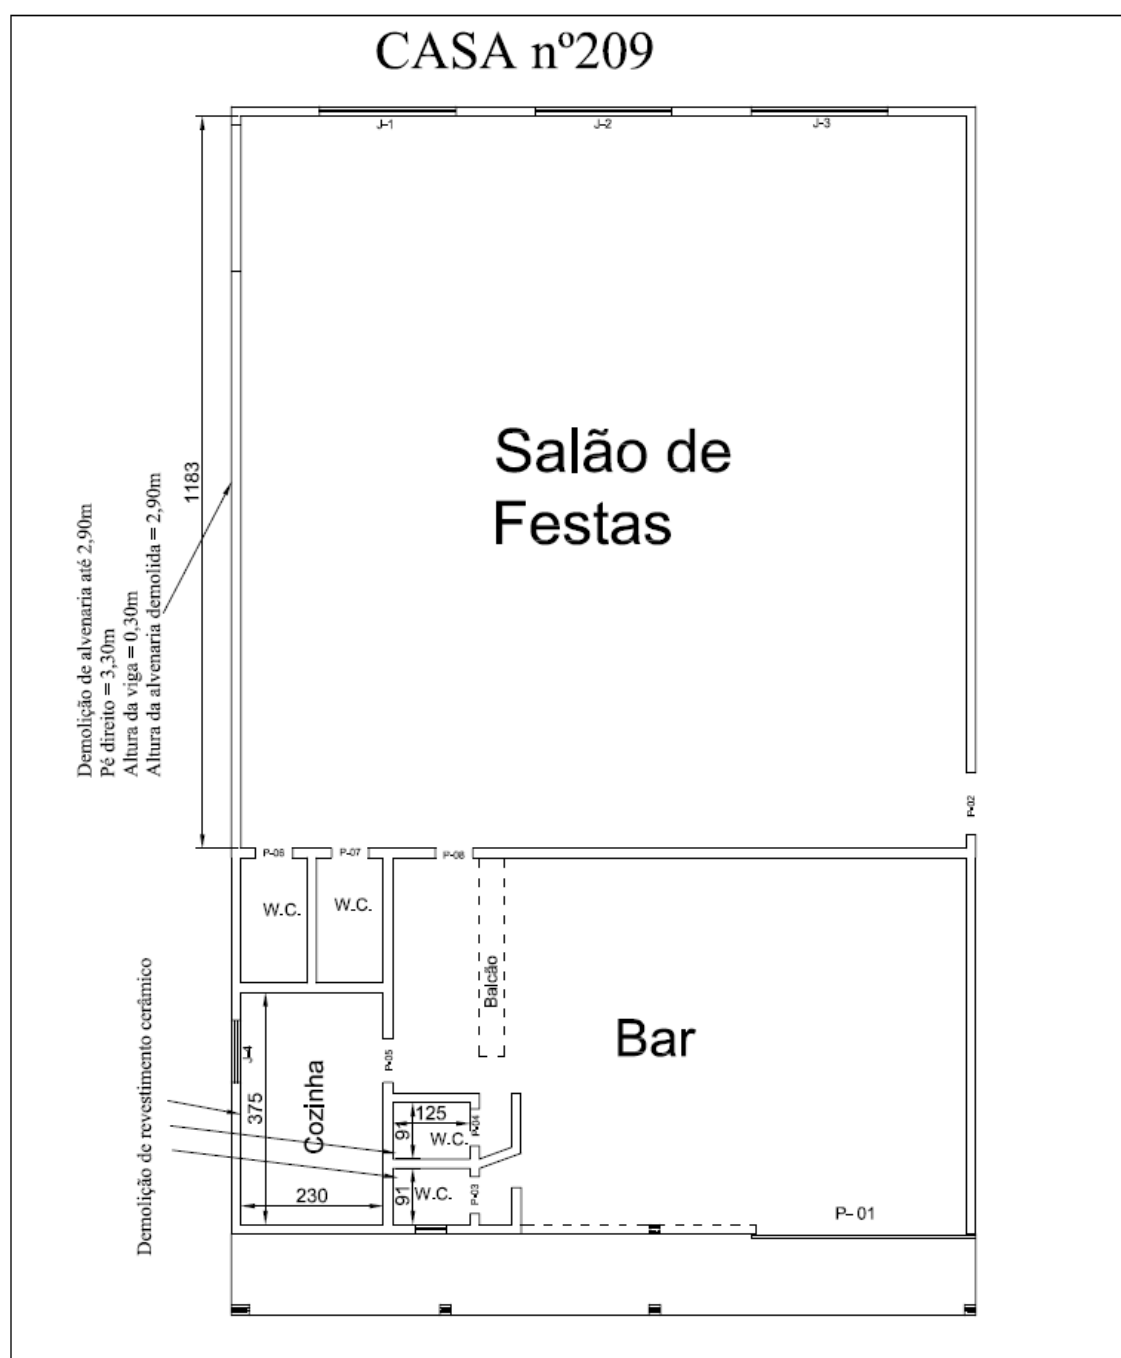 CASA nº209
J-1
J-2
J-3
Salão de
Festas
1183
Demolição de alvenaria até 2,90m
Pé direito = 3,30m
Altura da viga = 0,30m
Altura da alvenaria demolida = 2,90m
P-02
P-06
P-07
P-08
W.C.
W.C.
Balcão
Bar
Demolição de revestimento cerâmico
J-4
375
Cozinha
230
P-05
125
91
W.C.
P-04
91
W.C.
P-03
P-01